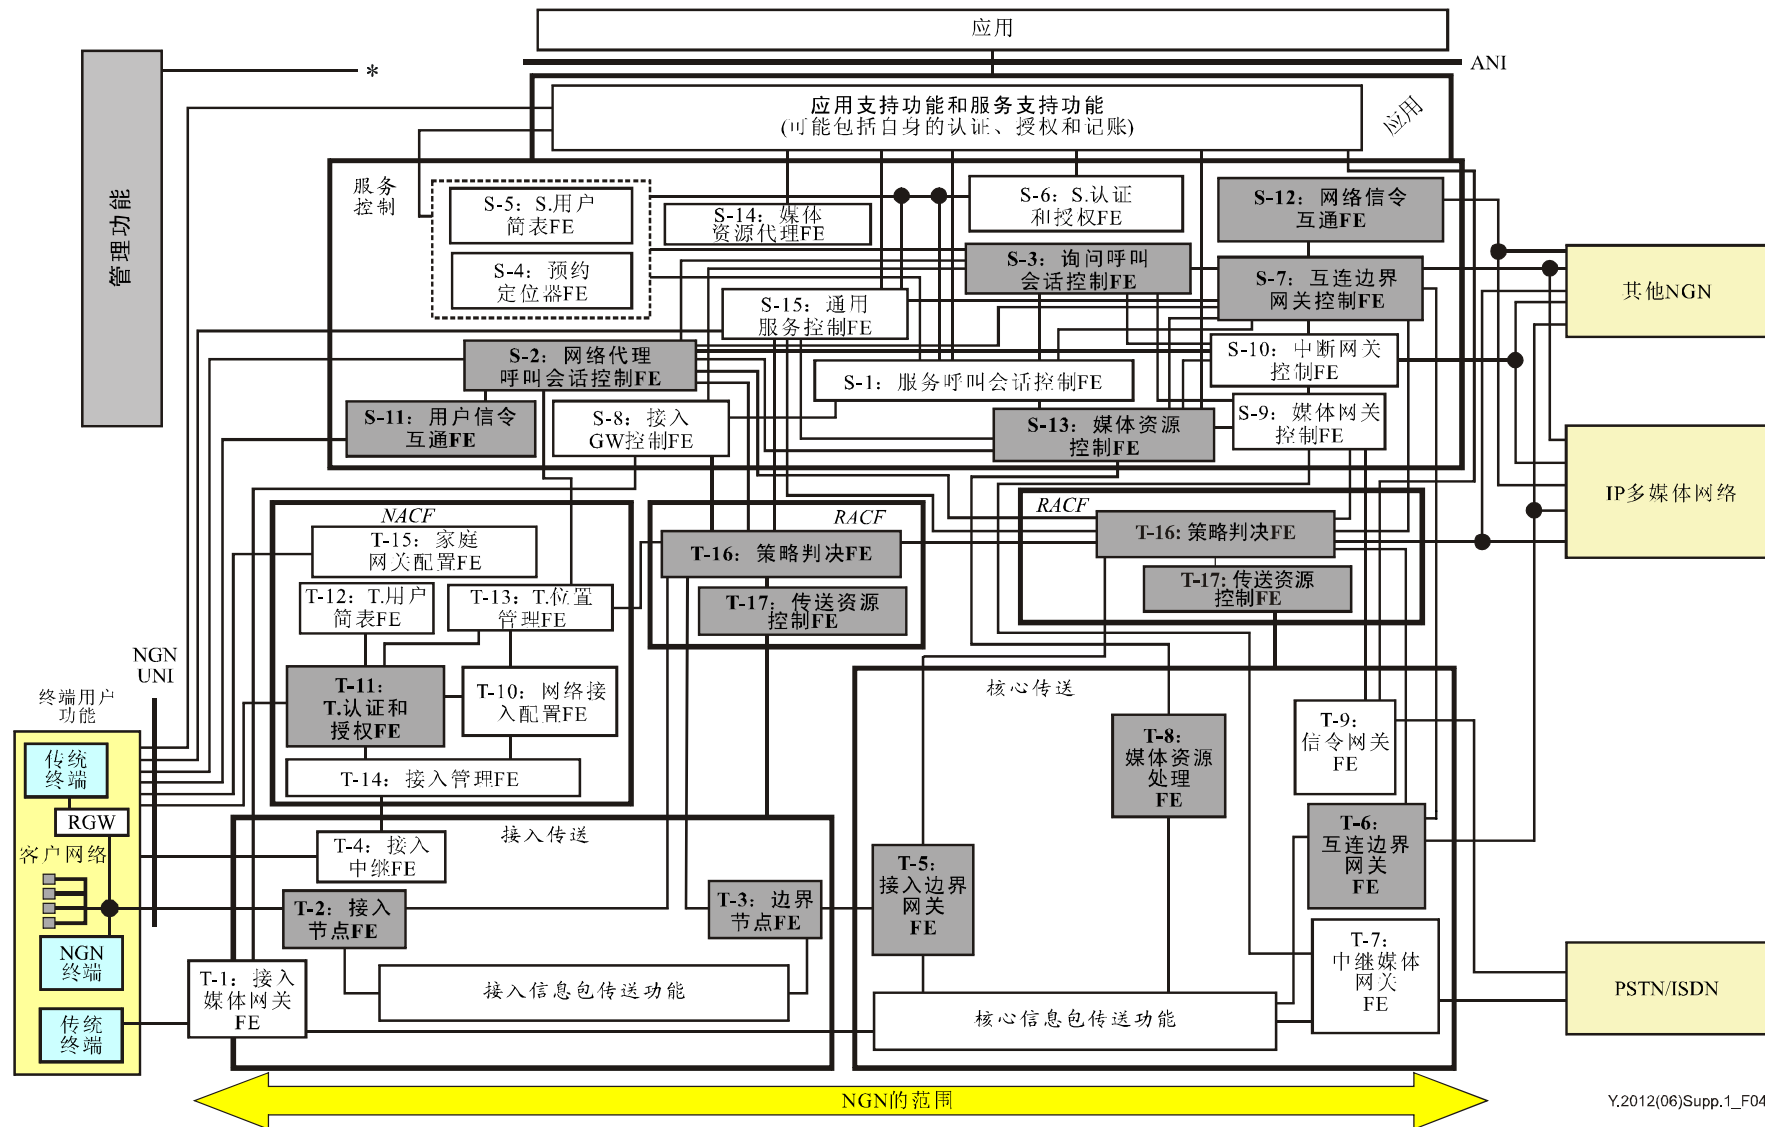 应用
ANI
管理功能
*
应用支持功能和服务支持功能
(可能包括自身的认证、授权和记账)
应用
服务
控制
S-5：S.用户
简表FE
S-4：预约
定位器FE
S-14：媒体
资源代理FE
S-6：S.认证
和授权FE
S-12：网络信令
互通FE
S-3：询问呼叫
会话控制FE
S-7：互连边界
网关控制FE
S-15：通用
服务控制FE
S-2：网络代理
呼叫会话控制FE
S-10：中断网关
控制FE
S-1：服务呼叫会话控制FE
S-11：用户信令
互通FE
S-8：接入
GW控制FE
S-13：媒体资源
控制FE
S-9：媒体网关
控制FE
其他NGN
IP多媒体网络
PSTN/ISDN
NACF
T-15：家庭
网关配置FE
T-12：T.用户
简表FE
T-13：T.位置
管理FE
T-11：
T.认证和
授权FE
T-10：网络接
入配置FE
T-14：接入管理FE
RACF
T-16：策略判决FE
T-17：传送资源
控制FE
RACF
T-16: 策略判决FE
T-17: 传送资源
控制FE
NGN
UNI
终端用户
功能
传统
终端
RGW
客户网络
NGN
终端
传统
终端
接入传送
T-4：接入
中继FE
T-2：接入
节点FE
T-3：边界
节点FE
T-1：接入
媒体网关
FE
接入信息包传送功能
核心传送
T-8：
媒体资源
处理
FE
T-9：
信令网关
FE
T-5：
接入边界
网关
FE
T-6：
互连边界
网关
FE
T-7：
中继媒体
网关
FE
核心信息包传送功能
NGN的范围
Y.2012(06)Supp.1_F04